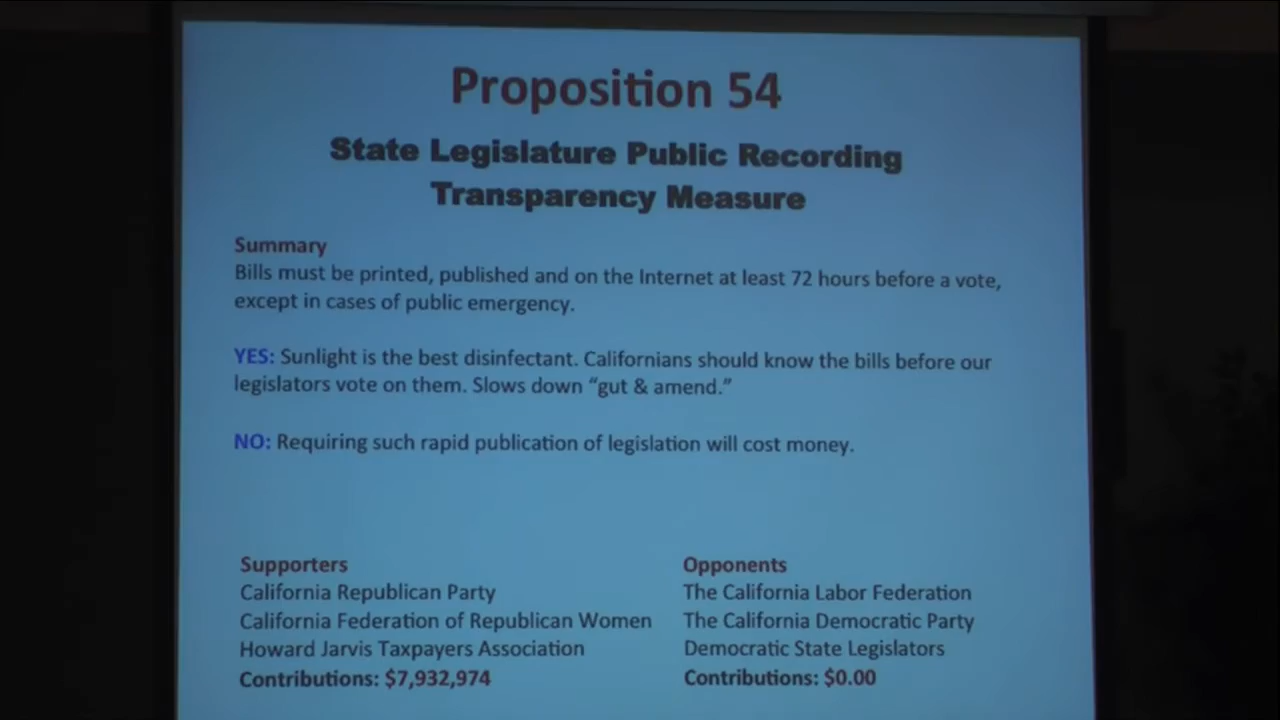 Proposition 54
State Legislature Public Recording
Transparency Measure
Summary
Bills must be printed, published and on the Internet at least 72 hours before a vote,
except in cases of public emergency.
YES: Sunlight is the best disinfectant. Californians should know the bills before our
legislators vote on them. Slows down “gut & amend.”
NO: Requiring such rapid publication of legislation will cost money.
Supporters
California Republican Party
California Federation of Republican Women
Howard Jarvis Taxpayers Association
Contributions: $7,932,974
Opponents
The California Labor Federation
The California Democratic Party
Democratic State Legislators
Contributions: $0.00